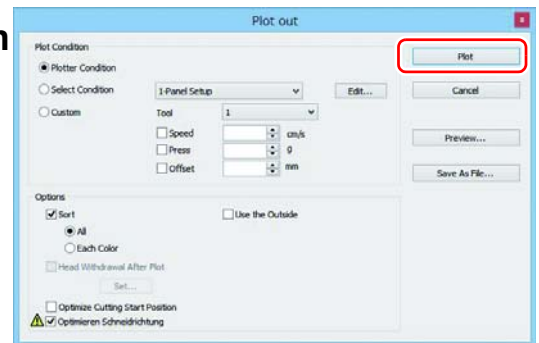 n
Plot out
Plot Condition
Plotter Condition
Select Condition 1-Panel Setup Edit...
Custom Tool 1
Speed cm/s
Press g
Offset mm
Plot
Cancel
Preview...
Save As File...
Options
Sort Use the Outside
All
Each Color
Head Withdrawal After Plot
Set...
Optimize Cutting Start Position
Optimieren Schneidrichtung